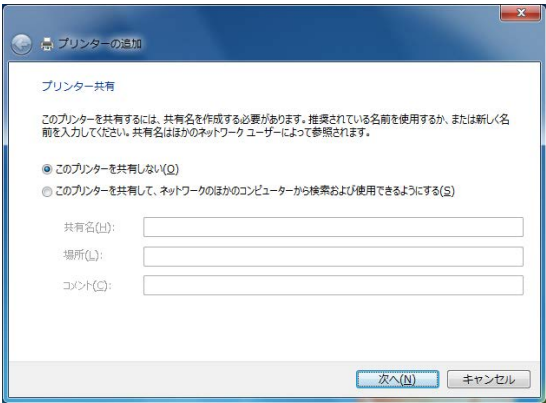 プリンターの追加
プリンター共有
このプリンターを共有するには、共有名を作成する必要があります。推奨されている名前を使用するか、または新しく名
前を入力してください。共有名はほかのネットワーク ユーザーによって参照されます。
このプリンターを共有しない(O)
このプリンターを共有して、ネットワークのほかのコンピューターから検索および使用できるようにする(S)
共有名(H):
場所(L):
コメント(C):
次へ(N) キャンセル